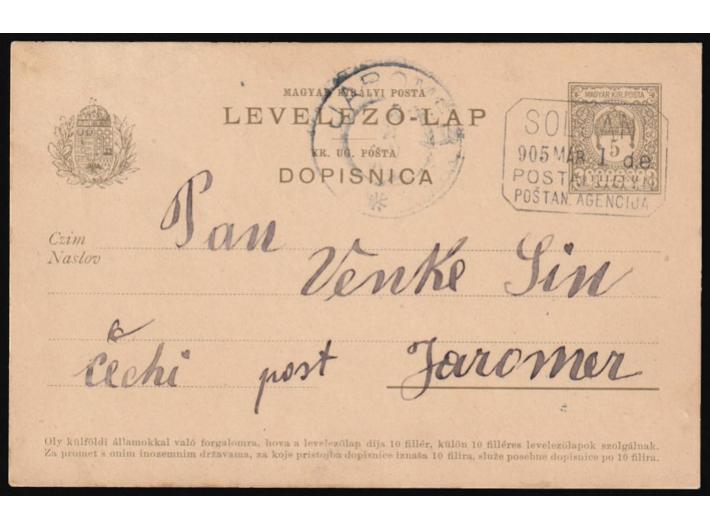 MAGYAR KIRÁLYI POSTA
LEVELEZŐ-LAP
KR. UG. POŠTA
DOPISNICA
MAGYAR KIR. POSTA
5
905 MÁR. 1 d.e
POŠTAN. AGENCIJA
Czim
Naslov
Pan
Venke Sin
Čechi post Jaromer
Oly külföldi államokkal való forgalomra, hova a levelezőlap díja 10 fillér, külön 10 filléres levelezőlapok szolgálnak.
Za promet s onim inozemnim državama, za koje pristojba dopisnice iznaša 10 filira, služe posebne dopisnice po 10 filira.